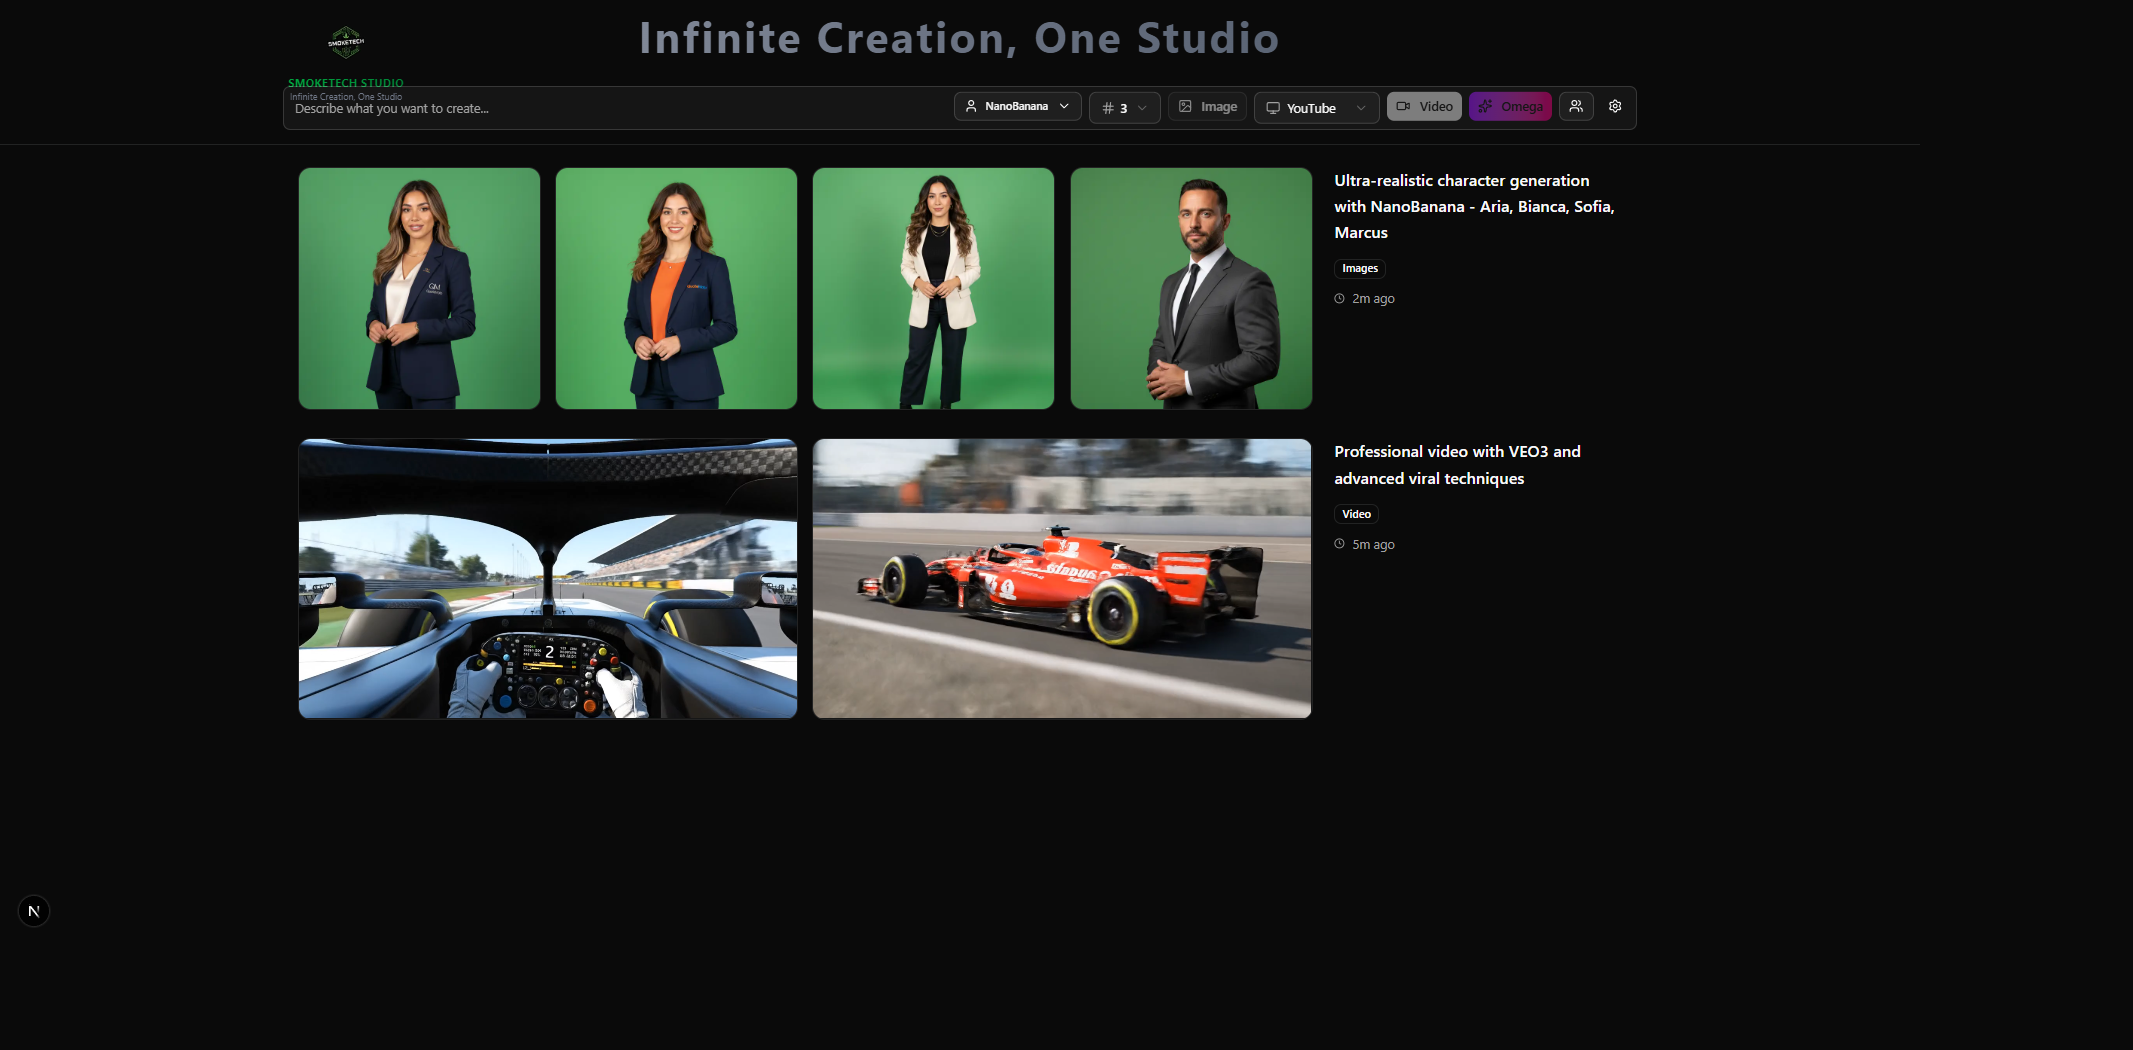 Infinite Creation, One Studio
SMOKETECH
SMOKETECH STUDIO
Infinite Creation, One Studio
Describe what you want to create...
NanoBanana
3
Image
YouTube
Video
Omega
Ultra-realistic character generation
with NanoBanana - Aria, Bianca, Sofia,
Marcus
Images
2m ago
GM
2
Professional video with VEO3 and
advanced viral techniques
Video
5m ago
N